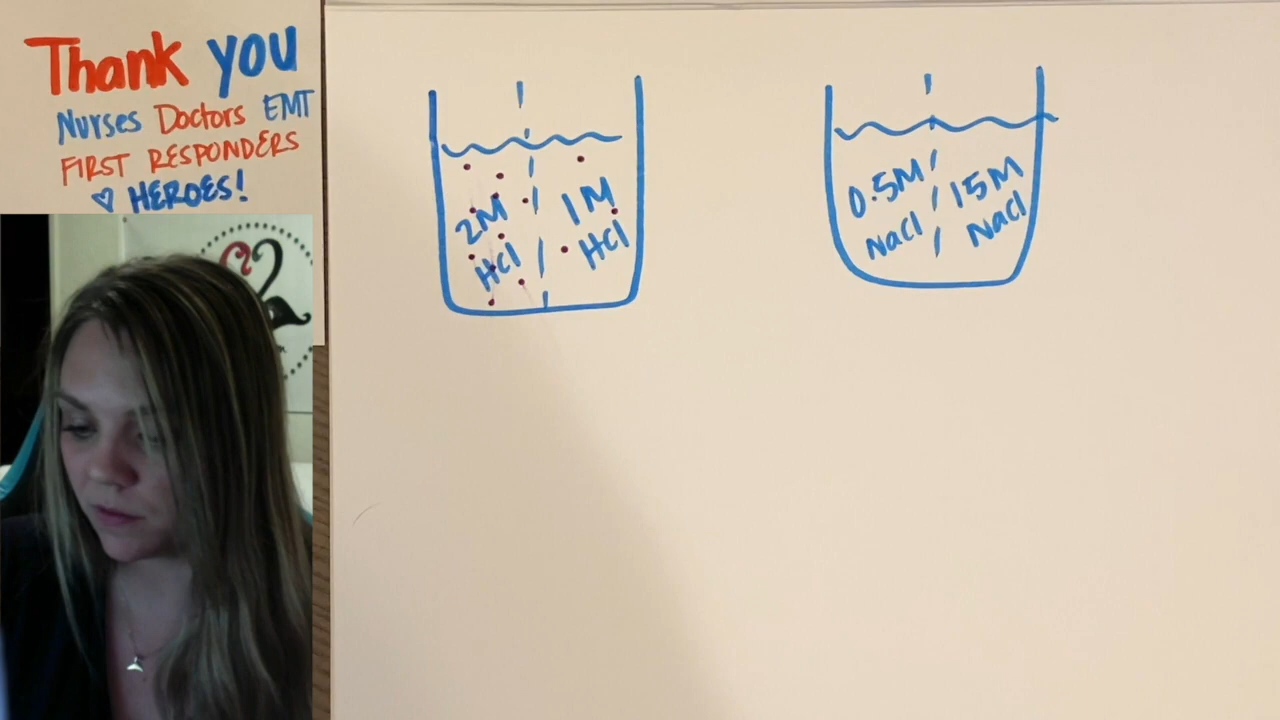 Thank you
Nurses Doctors EMT
FIRST RESPONDERS
♡ HEROES!
2M
HCl
1M
HCl
0.5M
NaCl
15M
NaCl